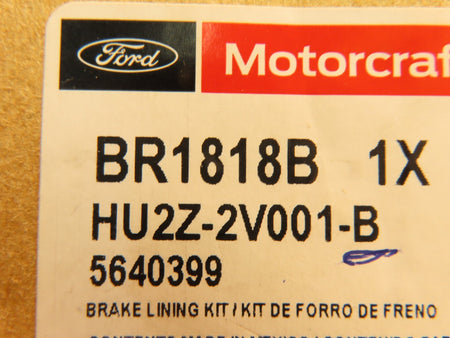 Ford Motorcraf
BR1818B 1X
HU2Z-2V001-B
5640399
BRAKE LINING KIT / KIT DE FORRO DE FRENO